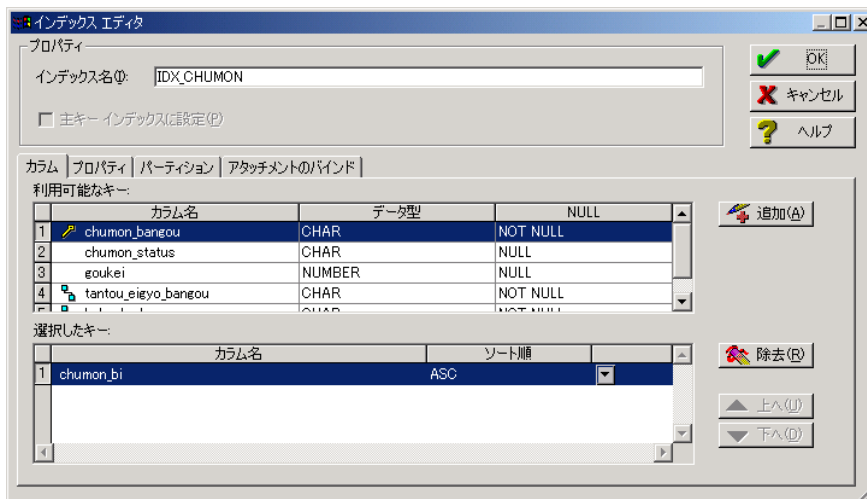 インデックス エディタ
プロパティ
インデックス名(I): IDX_CHUMON
主キー インデックスに設定(P)
OK
キャンセル
ヘルプ
カラム プロパティ パーティション アタッチメントのバインド
利用可能なキー:
カラム名 データ型 NULL
1 chumon_bangou CHAR NOT NULL
2 chumon_status CHAR NULL
3 goukei NUMBER NULL
4 tantou_eigyo_bangou CHAR NOT NULL
追加(A)
選択したキー:
カラム名 ソート順
1 chumon_bi ASC
除去(R)
上へ(U)
下へ(D)